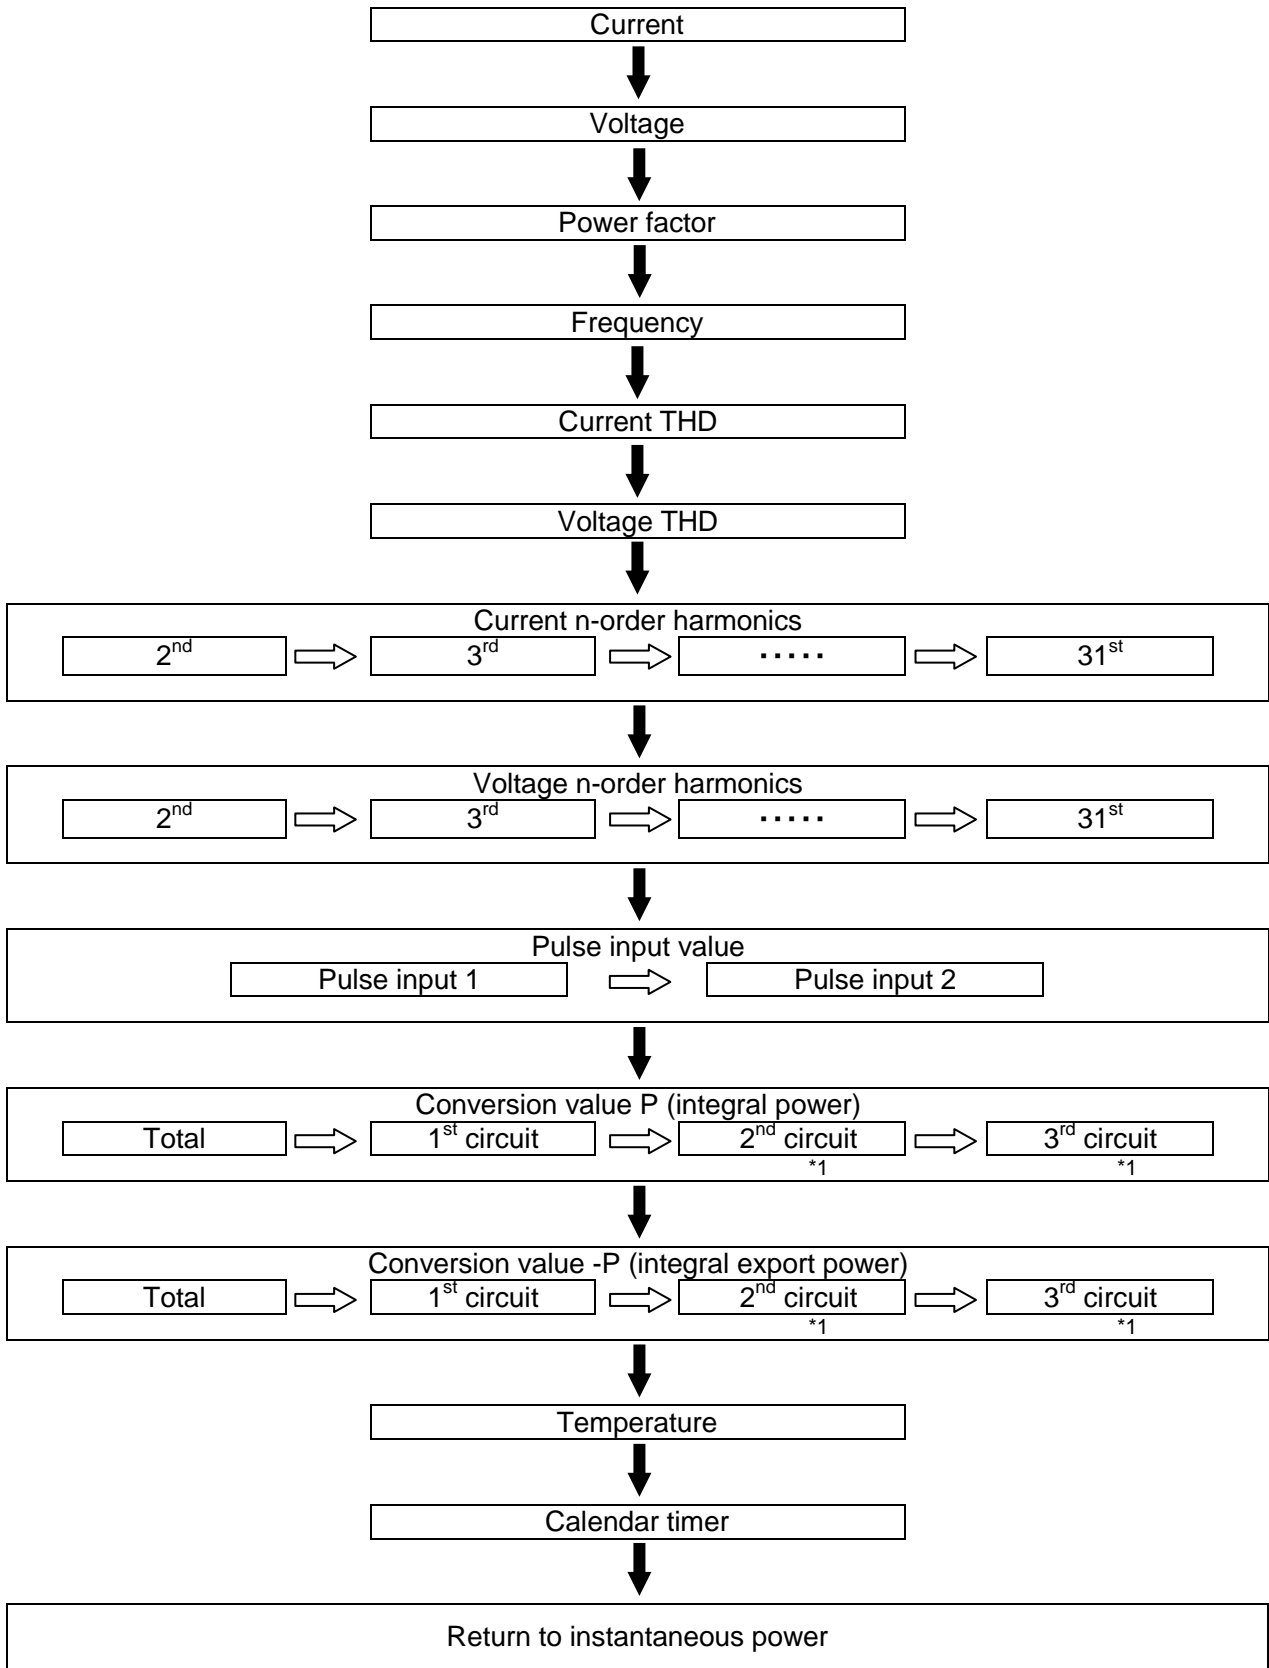 Current
Voltage
Power factor
Frequency
Current THD
Voltage THD
Current n-order harmonics
2nd 3rd ····· 31st
Voltage n-order harmonics
2nd 3rd ····· 31st
Pulse input value
Pulse input 1 Pulse input 2
Conversion value P (integral power)
Total 1st circuit 2nd circuit 3rd circuit
*1 *1
Conversion value -P (integral export power)
Total 1st circuit 2nd circuit 3rd circuit
*1 *1
Temperature
Calendar timer
Return to instantaneous power